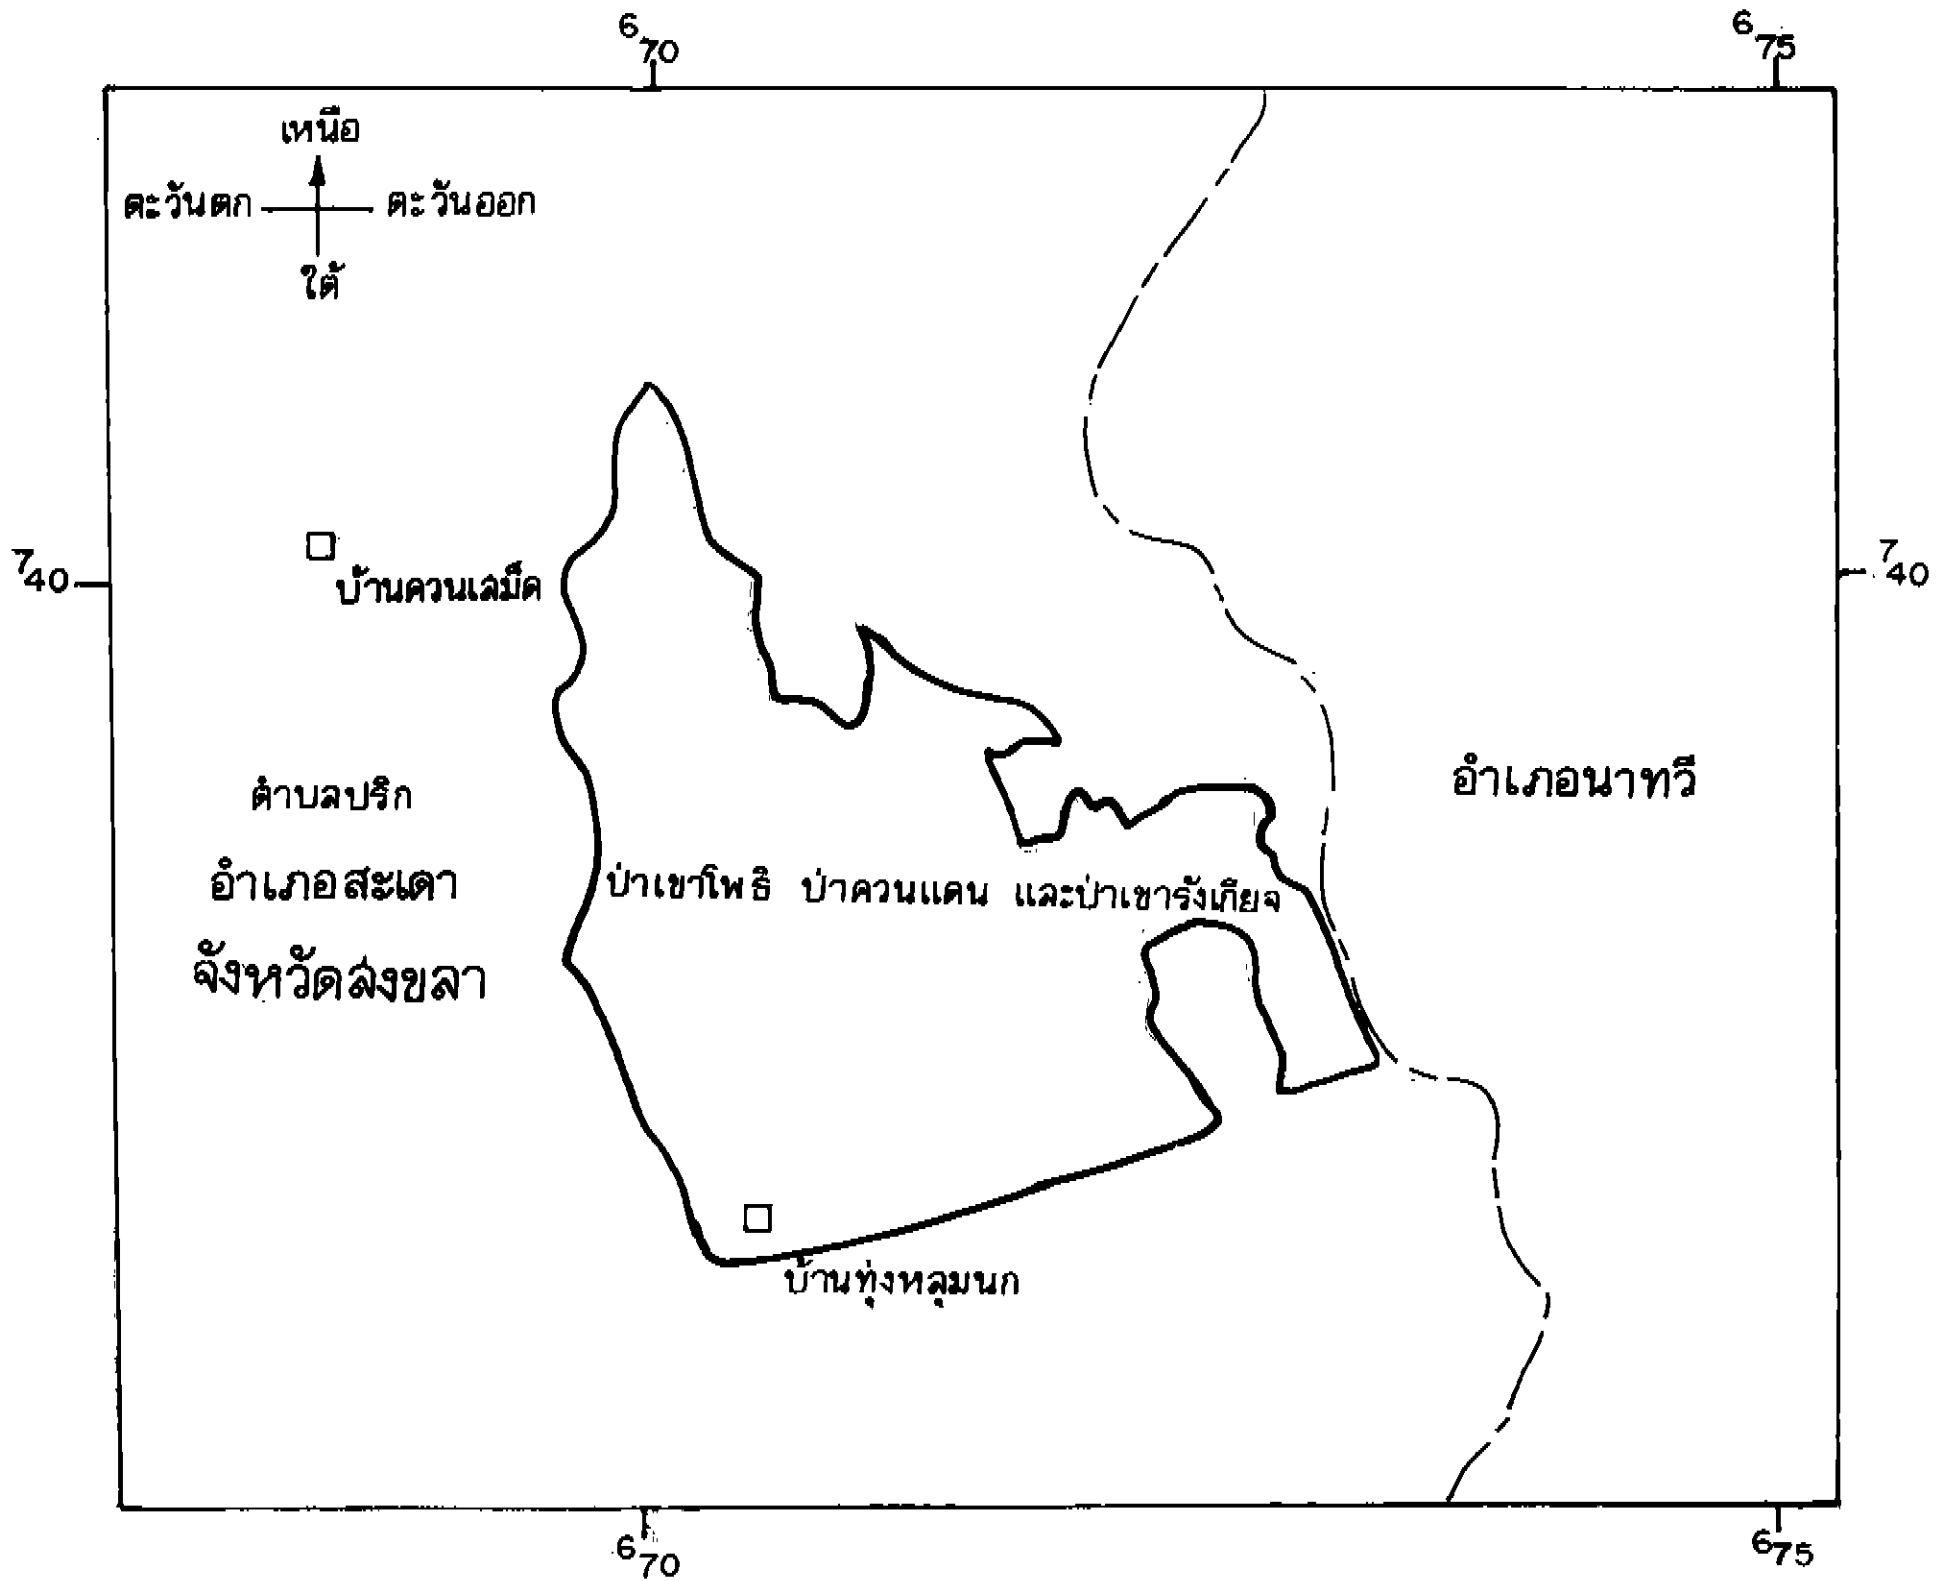 670 675
เหนือ
ตะวันตก ตะวันออก
ใต้
740 740
บ้านควนเสม็ด
ตำบลปริก
อำเภอสะเดา
จังหวัดสงขลา
ป่าเขาโพธิ์ ป่าควนแดน และป่าเขารังเกียจ
อำเภอนาทวี
บ้านทุ่งหลุมนก
670 675